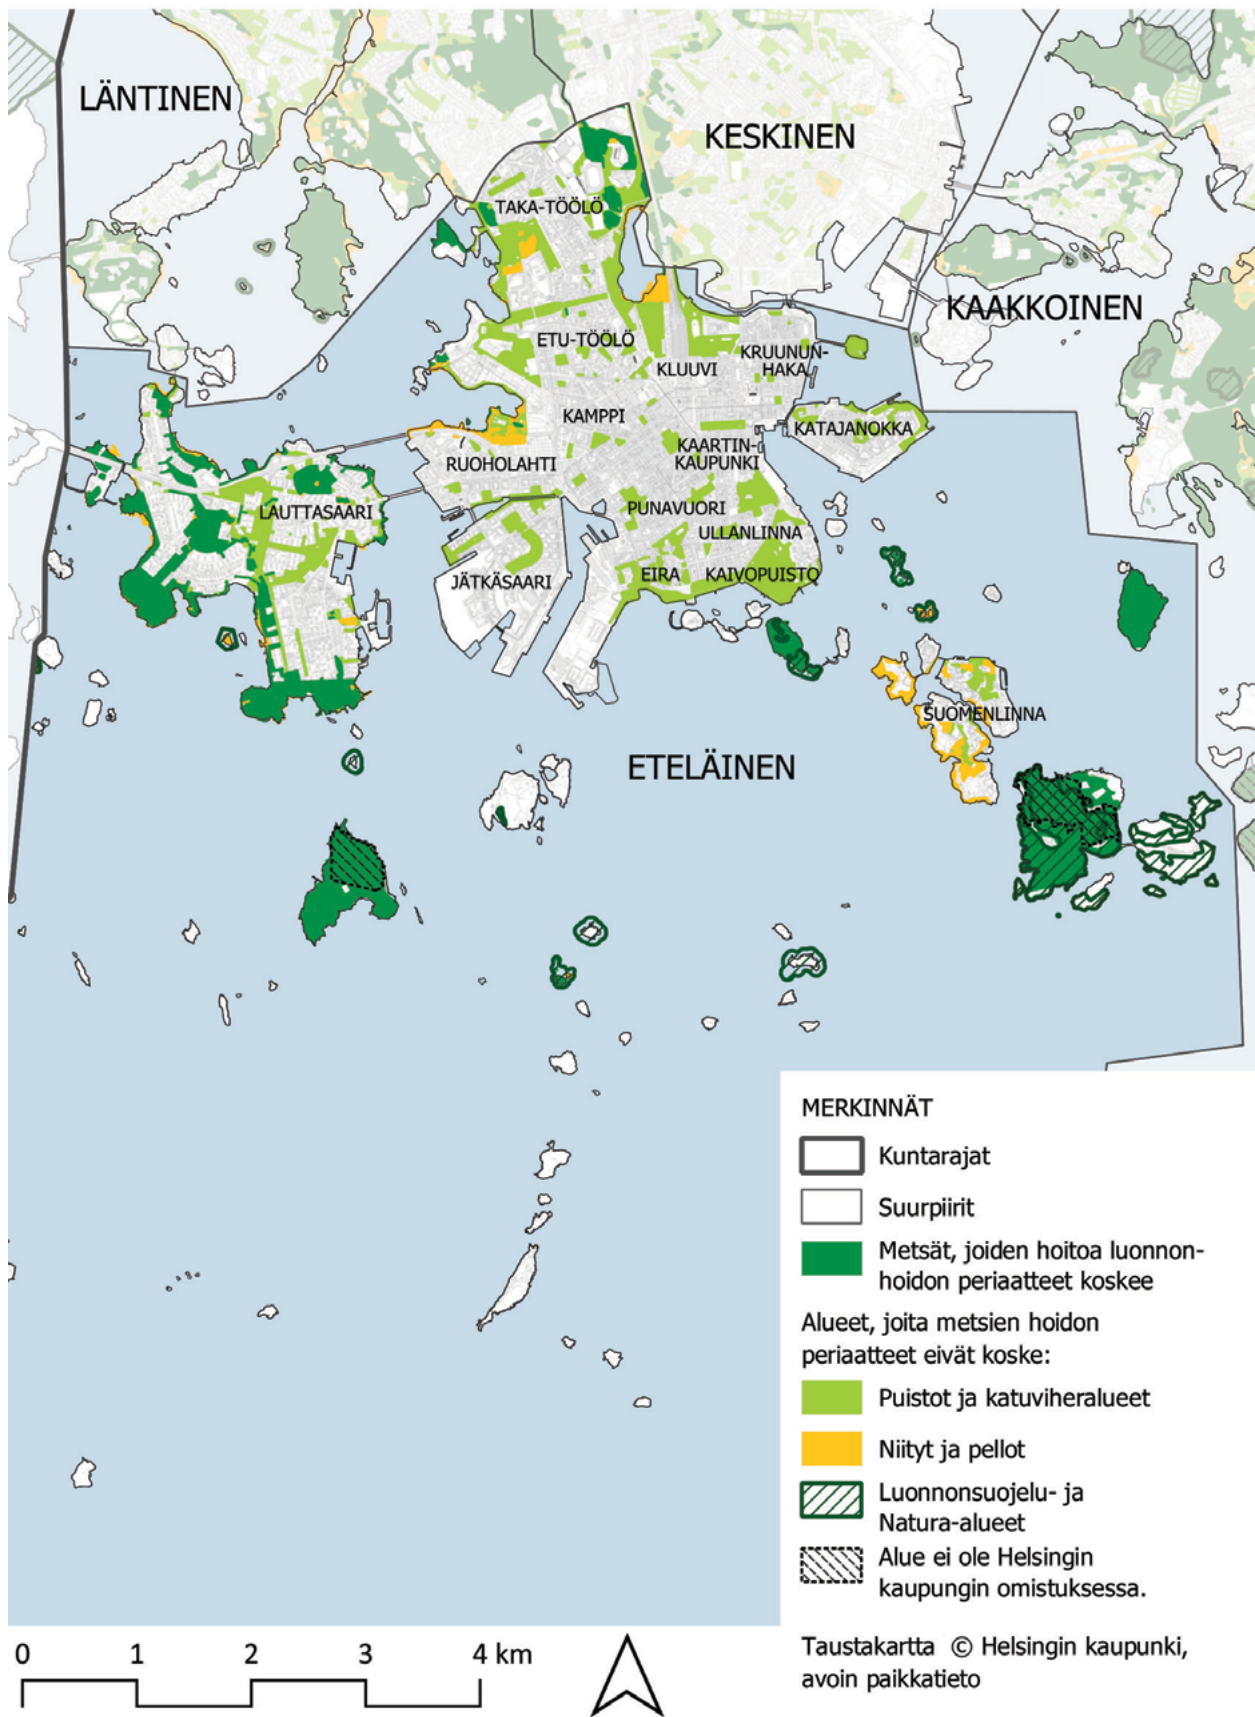 LÄNTINEN
KESKINEN
TAKA-TÖÖLÖ
KAAKKOINEN
ETU-TÖÖLÖ
KLUUVI
KRUUNUN-
HAKA
KAMPPI
KATAJANOKKA
KAARTIN-
KAUPUNKI
RUOHOLAHTI
LAUTTASAARI
PUNAVUORI
ULLANLINNA
JÄTKÄSAARI
EIRA
KAIVOPUISTO
SUOMENLINNA
ETELÄINEN
MERKINNÄT
Kuntarajat
Suurpiirit
Metsät, joiden hoitoa luonnon-
hoidon periaatteet koskee
Alueet, joita metsien hoidon
periaatteet eivät koske:
Puistot ja katuviheralueet
Niityt ja pellot
Luonnonsuojelu- ja
Natura-alueet
Alue ei ole Helsingin
kaupungin omistuksessa.
Taustakartta © Helsingin kaupunki,
avoin paikkatieto
0 1 2 3 4 km